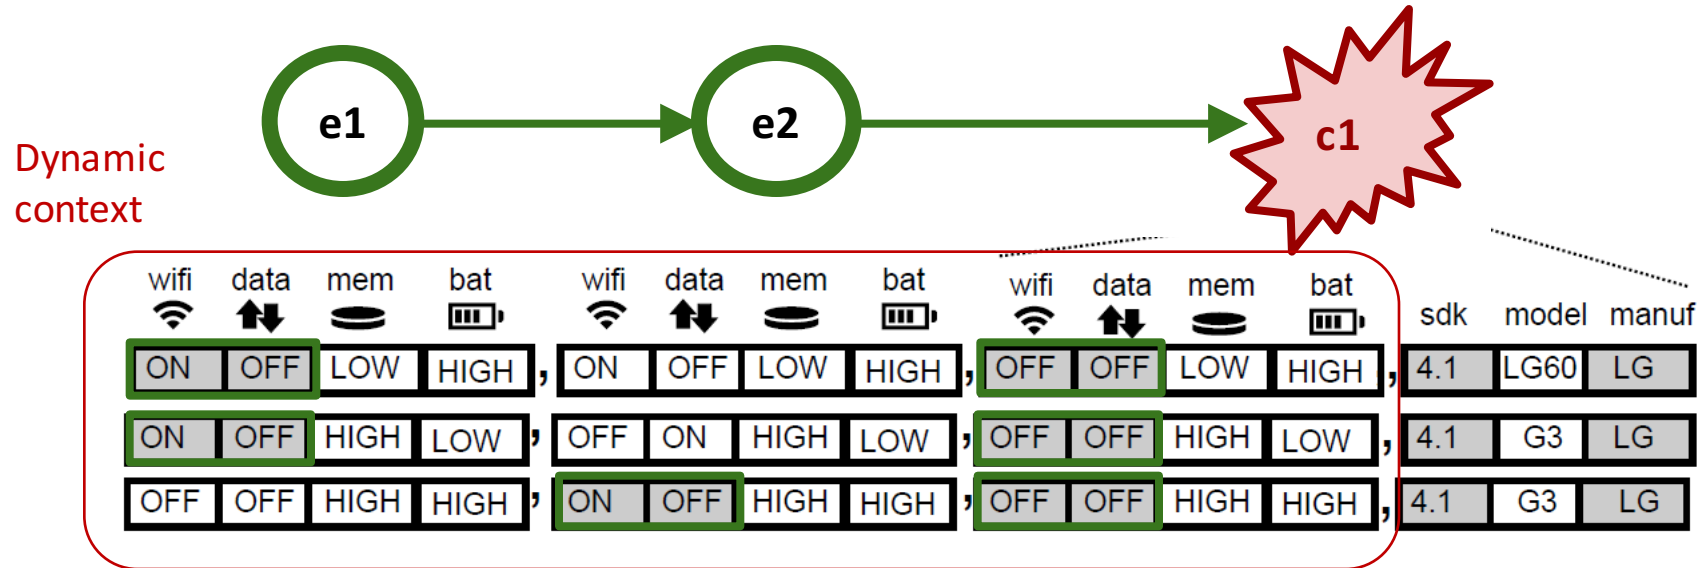 e1 e2 c1
Dynamic
context
wifi data mem bat wifi data mem bat wifi data mem bat sdk model manuf
ON OFF LOW HIGH , ON OFF LOW HIGH , OFF OFF LOW HIGH , 4.1 LG60 LG
ON OFF HIGH LOW , OFF ON HIGH LOW , OFF OFF HIGH LOW , 4.1 G3 LG
OFF OFF HIGH HIGH , ON OFF HIGH HIGH , OFF OFF HIGH HIGH , 4.1 G3 LG